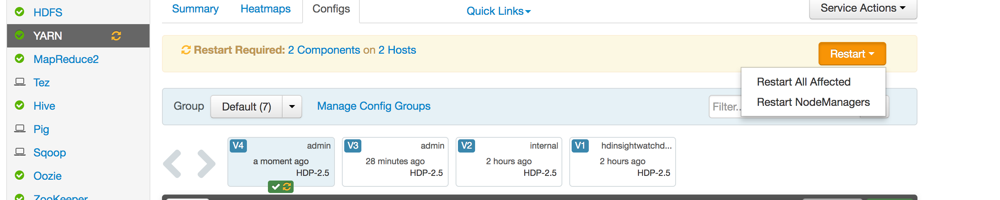 HDFS
YARN
MapReduce2
Tez
Hive
Pig
Sqoop
Oozie
ZooKeeper
Summary Heatmaps Configs Quick Links Service Actions
Restart Required: 2 Components on 2 Hosts Restart
Restart All Affected
Restart NodeManagers
Group Default (7) Manage Config Groups Filter..
V4 admin
a moment ago
HDP-2.5
V3 admin
28 minutes ago
HDP-2.5
V2 internal
2 hours ago
HDP-2.5
V1 hdinsightwatchd...
2 hours ago
HDP-2.5